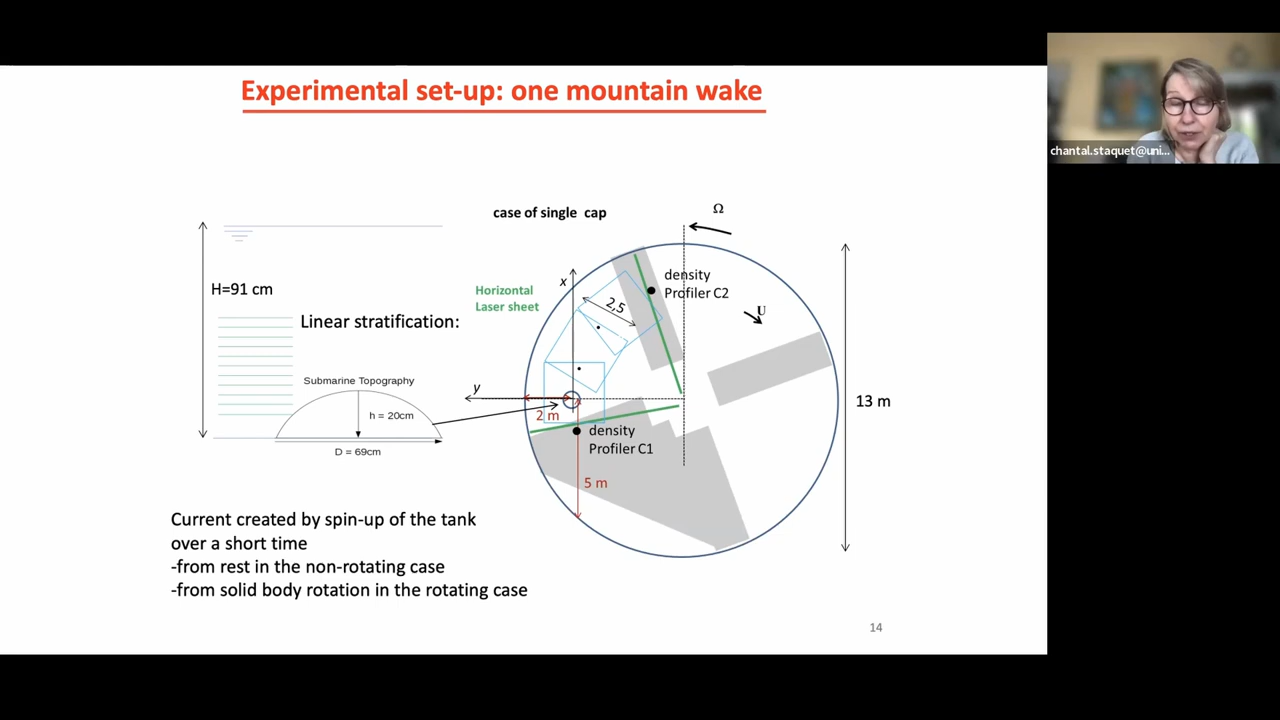 Experimental set-up: one mountain wake
chantal.staquet@uni...
case of single cap
Ω
H=91 cm
Linear stratification:
Submarine Topography
h = 20cm
D = 69cm
x
y
Horizontal
Laser sheet
2,5
density
Profiler C2
U
2 m
density
Profiler C1
5 m
13 m
Current created by spin-up of the tank
over a short time
-from rest in the non-rotating case
-from solid body rotation in the rotating case
14